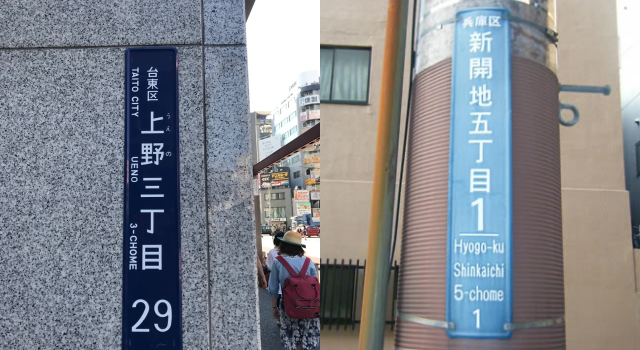 台東区
TAITO CITY
上野三丁目
うえの
UENO
3-CHOME
29
兵庫区
新開地五丁目
1
Hyogo-ku
Shinkaichi
5-chome
1